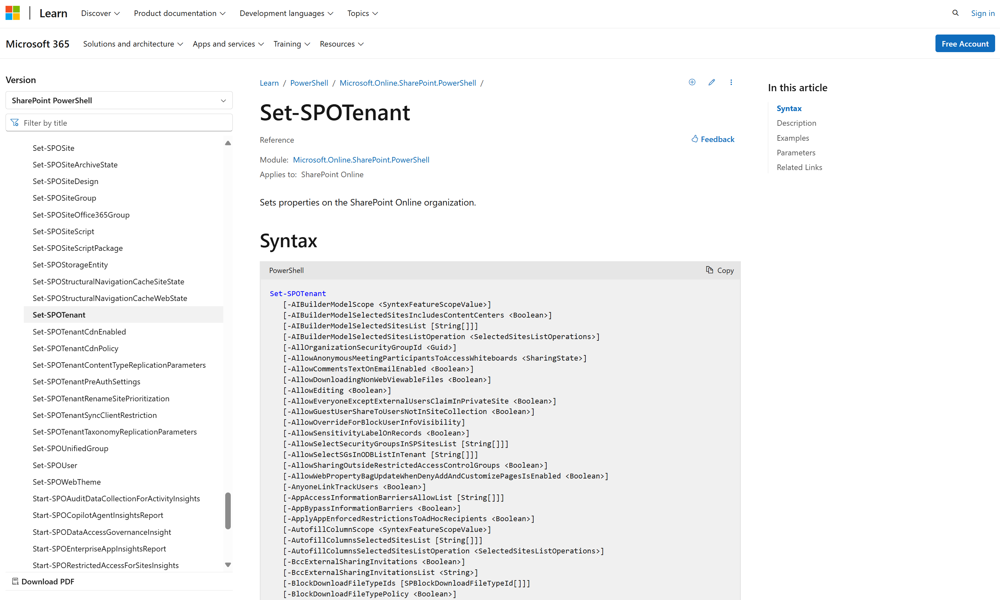 Learn Discover Product documentation Development languages Topics Sign in
Microsoft 365 Solutions and architecture Apps and services Training Resources Free Account
Version
SharePoint PowerShell
Filter by title
Set-SPOSite
Set-SPOSiteArchiveState
Set-SPOSiteDesign
Set-SPOSiteGroup
Set-SPOSiteOffice365Group
Set-SPOSiteScript
Set-SPOSiteScriptPackage
Set-SPOStorageEntity
Set-SPOStructuralNavigationCacheSiteState
Set-SPOStructuralNavigationCacheWebState
Set-SPOTenant
Set-SPOTenantCdnEnabled
Set-SPOTenantCdnPolicy
Set-SPOTenantContentTypeReplicationParameters
Set-SPOTenantPreAuthSettings
Set-SPOTenantRenameSitePrioritization
Set-SPOTenantSyncClientRestriction
Set-SPOTenantTaxonomyReplicationParameters
Set-SPOUnifiedGroup
Set-SPOUser
Set-SPOWebTheme
Start-SPOAuditDataCollectionForActivityInsights
Start-SPOCopilotAgentInsightsReport
Start-SPODataAccessGovernanceInsight
Start-SPOEnterpriseAppInsightsReport
Start-SPORestrictedAccessForSitesInsights
Download PDF
Learn / PowerShell / Microsoft.Online.SharePoint.PowerShell /
Set-SPOTenant
Reference
Feedback
Module: Microsoft.Online.SharePoint.PowerShell
Applies to: SharePoint Online
Sets properties on the SharePoint Online organization.
Syntax
PowerShell Copy
Set-SPOTenant
[-AIBuilderModelScope <SyntexFeatureScopeValue>]
[-AIBuilderModelSelectedSitesIncludesContentCenters <Boolean>]
[-AIBuilderModelSelectedSitesList [String[]]]
[-AIBuilderModelSelectedSitesListOperation <SelectedSitesListOperations>]
[-AllOrganizationSecurityGroupId <Guid>]
[-AllowAnonymousMeetingParticipantsToAccessWhiteboards <SharingState>]
[-AllowCommentsTextOnEmailEnabled <Boolean>]
[-AllowDownloadingNonWebViewableFiles <Boolean>]
[-AllowEditing <Boolean>]
[-AllowEveryoneExceptExternalUsersClaimInPrivateSite <Boolean>]
[-AllowGuestUserShareToUsersNotInSiteCollection <Boolean>]
[-AllowOverrideForBlockUserInfoVisibility]
[-AllowSensitivityLabelOnRecords <Boolean>]
[-AllowSelectSecurityGroupsInSPSitesList [String[]]]
[-AllowSelectSGsInODBListInTenant [String[]]]
[-AllowSharingOutsideRestrictedAccessControlGroups <Boolean>]
[-AllowWebPropertyBagUpdateWhenDenyAddAndCustomizePagesIsEnabled <Boolean>]
[-AnyoneLinkTrackUsers <Boolean>]
[-AppAccessInformationBarriersAllowList [String[]]]
[-AppBypassInformationBarriers <Boolean>]
[-ApplyAppEnforcedRestrictionsToAdHocRecipients <Boolean>]
[-AutofillColumnScope <SyntexFeatureScopeValue>]
[-AutofillColumnsSelectedSitesList [String[]]]
[-AutofillColumnsSelectedSitesListOperation <SelectedSitesListOperations>]
[-BccExternalSharingInvitations <Boolean>]
[-BccExternalSharingInvitationsList <String>]
[-BlockDownloadFileTypeIds [SPBlockDownloadFileTypeId[]]]
[-BlockDownloadFileTypePolicy <Boolean>]
In this article
Syntax
Description
Examples
Parameters
Related Links